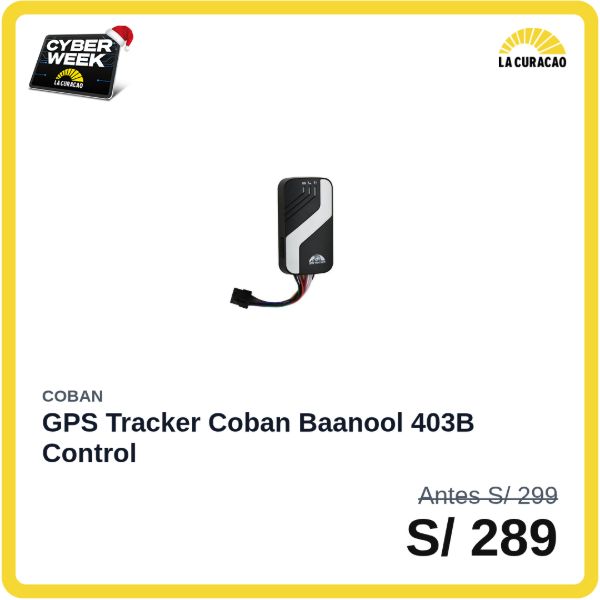 CYBER
WEEK
LA CURACAO
LA CURACAO
COBAN
GPS Tracker Coban Baanool 403B
Control
Antes S/ 299
S/ 289